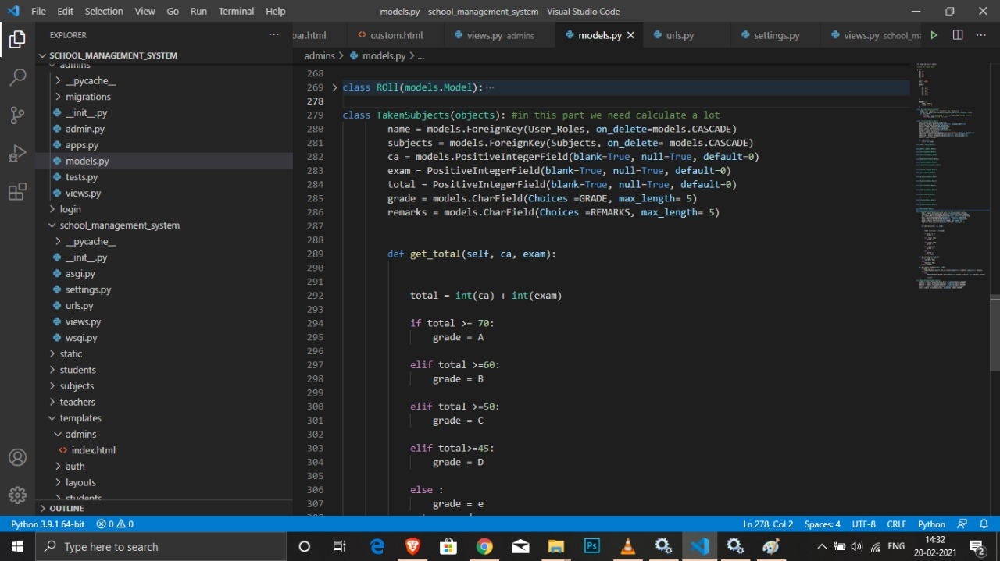 File Edit Selection View Go Run Terminal Help models.py - school_management_system - Visual Studio Code
EXPLORER
bar.html custom.html views.py admins models.py urls.py settings.py views.py school_ma
SCHOOL_MANAGEMENT_SYSTEM
admins > models.py > ...
admins
__pycache__
migrations
__init__.py
admin.py
apps.py
models.py
tests.py
views.py
login
school_management_system
__pycache__
__init__.py
asgi.py
settings.py
urls.py
views.py
wsgi.py
static
students
subjects
teachers
templates
admins
index.html
auth
layouts
students
OUTLINE
268
269 class ROll(models.Model): ...
278
279 class TakenSubjects(objects): #in this part we need calculate a lot
280 name = models.ForeignKey(User_Roles, on_delete=models.CASCADE)
281 subjects = models.ForeignKey(Subjects, on_delete= models.CASCADE)
282 ca = models.PositiveIntegerField(blank=True, null=True, default=0)
283 exam = PositiveIntegerField(blank=True, null=True, default=0)
284 total = PositiveIntegerField(blank=True, null=True, default=0)
285 grade = models.CharField(Choices =GRADE, max_length= 5)
286 remarks = models.CharField(Choices =REMARKS, max_length= 5)
287
288
289 def get_total(self, ca, exam):
290
291
292 total = int(ca) + int(exam)
293
294 if total >= 70:
295 grade = A
296
297 elif total >=60:
298 grade = B
299
300 elif total >=50:
301 grade = C
302
303 elif total>=45:
304 grade = D
305
306 else :
307 grade = e
Python 3.9.1 64-bit 0 0 Ln 278, Col 2 Spaces: 4 UTF-8 CRLF Python
Type here to search
Ps
ENG
14:32
20-02-2021
2